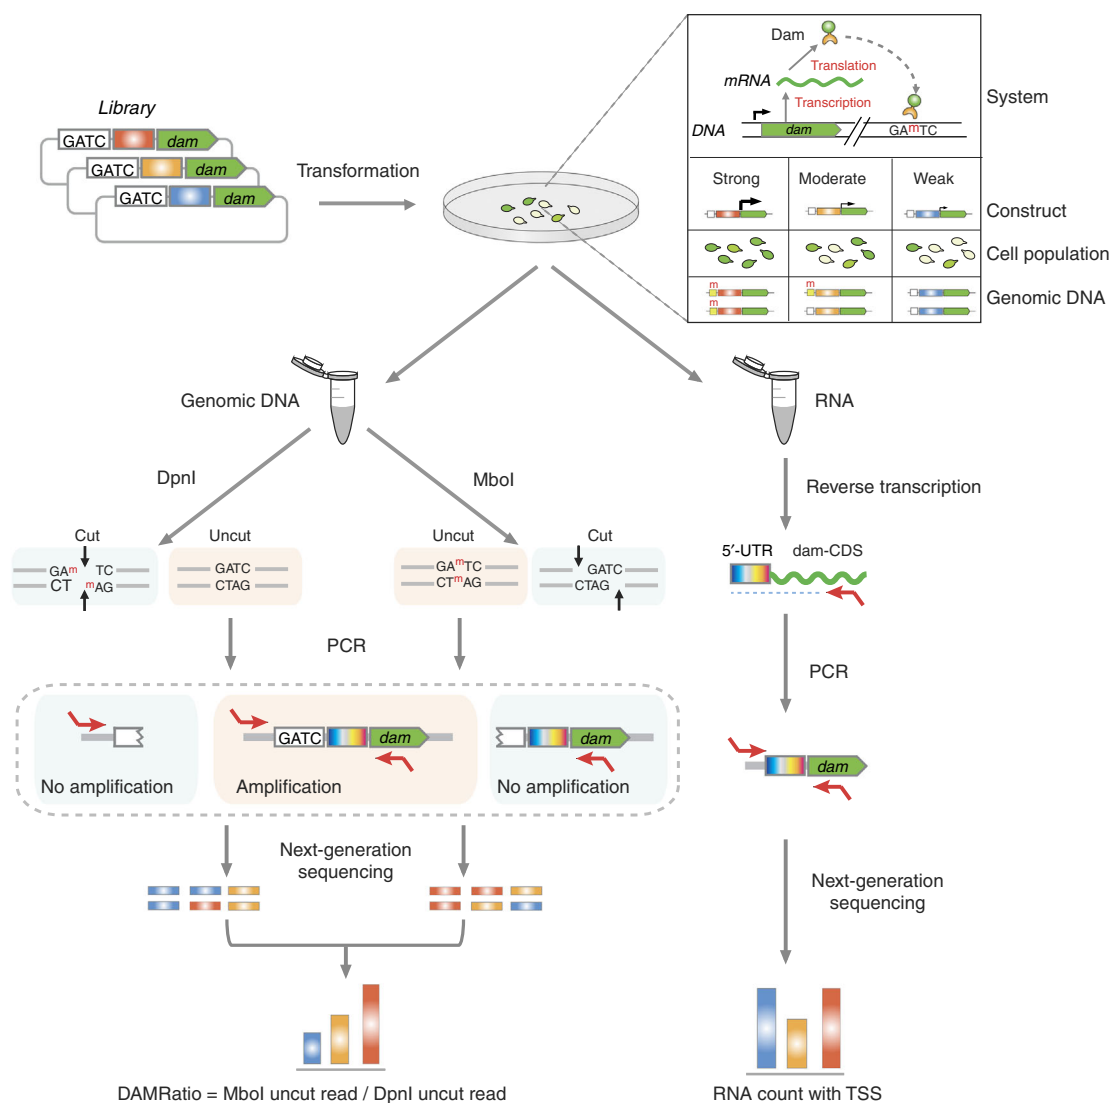 Library
GATC dam
GATC dam
GATC dam
Transformation
Dam
Translation
mRNA
Transcription
DNA
dam
GAmTC
System
Strong
Moderate
Weak
Construct
Cell population
m
m
m
Genomic DNA
Genomic DNA
RNA
DpnI
MboI
Reverse transcription
Cut
Uncut
Uncut
Cut
GAm TC
CT mAG
GATC
CTAG
GAmTC
CTmAG
GATC
CTAG
5′-UTR
dam-CDS
PCR
PCR
GATC dam
dam
dam
No amplification
Amplification
No amplification
Next-generation
sequencing
Next-generation
sequencing
DAMRatio = MboI uncut read / DpnI uncut read
RNA count with TSS